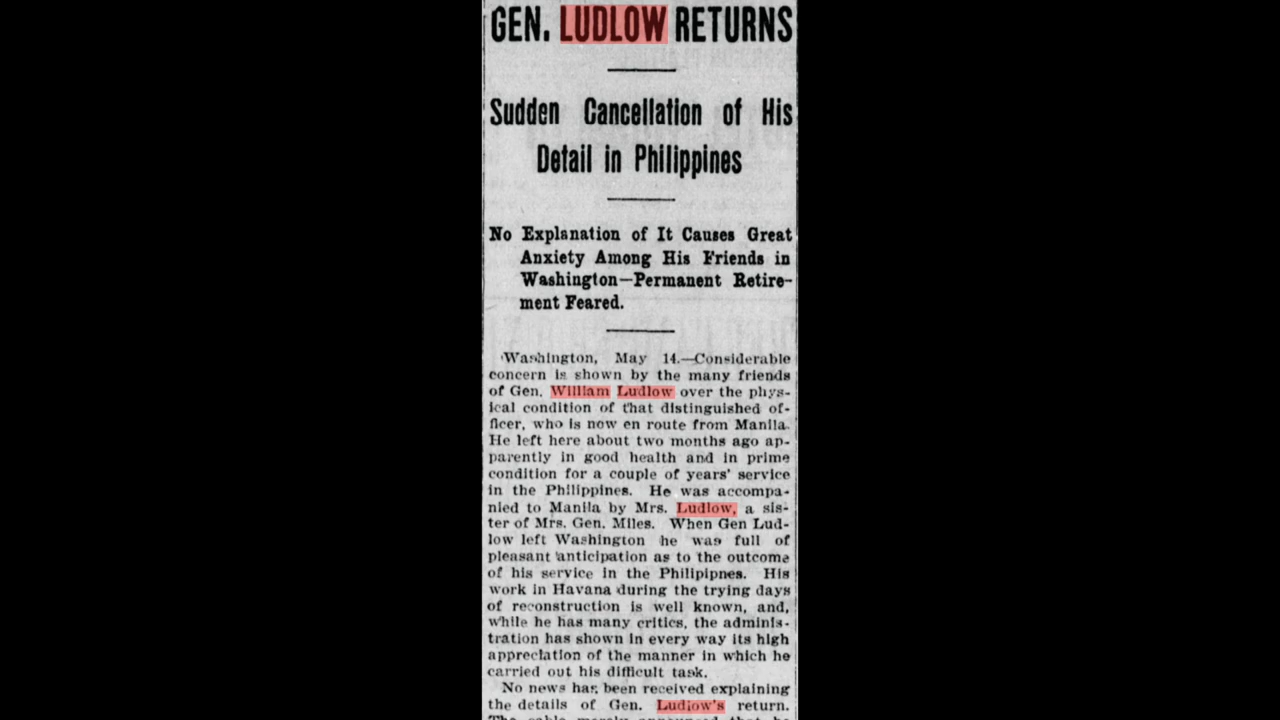 GEN. LUDLOW RETURNS
Sudden Cancellation of His
Detail in Philippines
No Explanation of It Causes Great
Anxiety Among His Friends in
Washington—Permanent Retire-
ment Feared.
Washington, May 14.—Considerable
concern is shown by the many friends
of Gen. William Ludlow over the phys-
ical condition of that distinguished of-
ficer, who is now en route from Manila.
He left here about two months ago ap-
parently in good health and in prime
condition for a couple of years' service
in the Philippines. He was accompa-
nied to Manila by Mrs. Ludlow, a sis-
ter of Mrs. Gen. Miles. When Gen Lud-
low left Washington he was full of
pleasant anticipation as to the outcome
of his service in the Philipipnes. His
work in Havana during the trying days
of reconstruction is well known, and,
while he has many critics, the adminis-
tration has shown in every way its high
appreciation of the manner in which he
carried out his difficult task.
No news has been received explaining
the details of Gen. Ludlow's return.
The cable merely announced that he